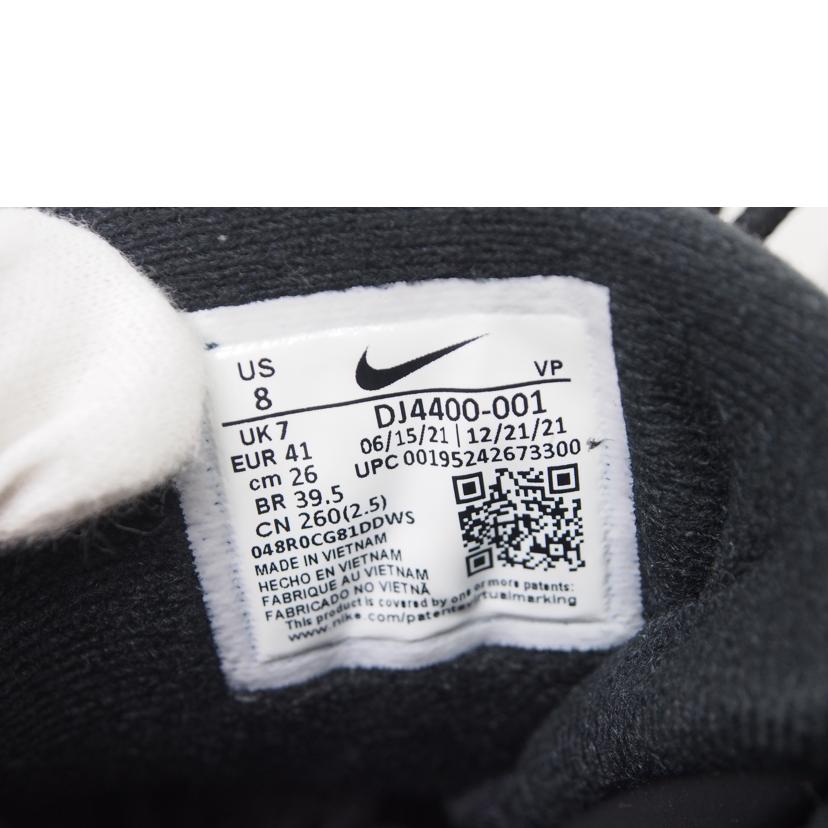 US
8
VP
UK 7
EUR 41
cm 26
BR 39.5
CN 260(2.5)
DJ4400-001
06/15/21 | 12/21/21
UPC 00195242673300
048R0CG81DDWS
MADE IN VIETNAM
HECHO EN VIETNAM
FABRIQUE AU VIETNAM
FABRICADO NO VIETNÃ
This product is covered by one or more patents:
www.nike.com/patentsvirtualmarking